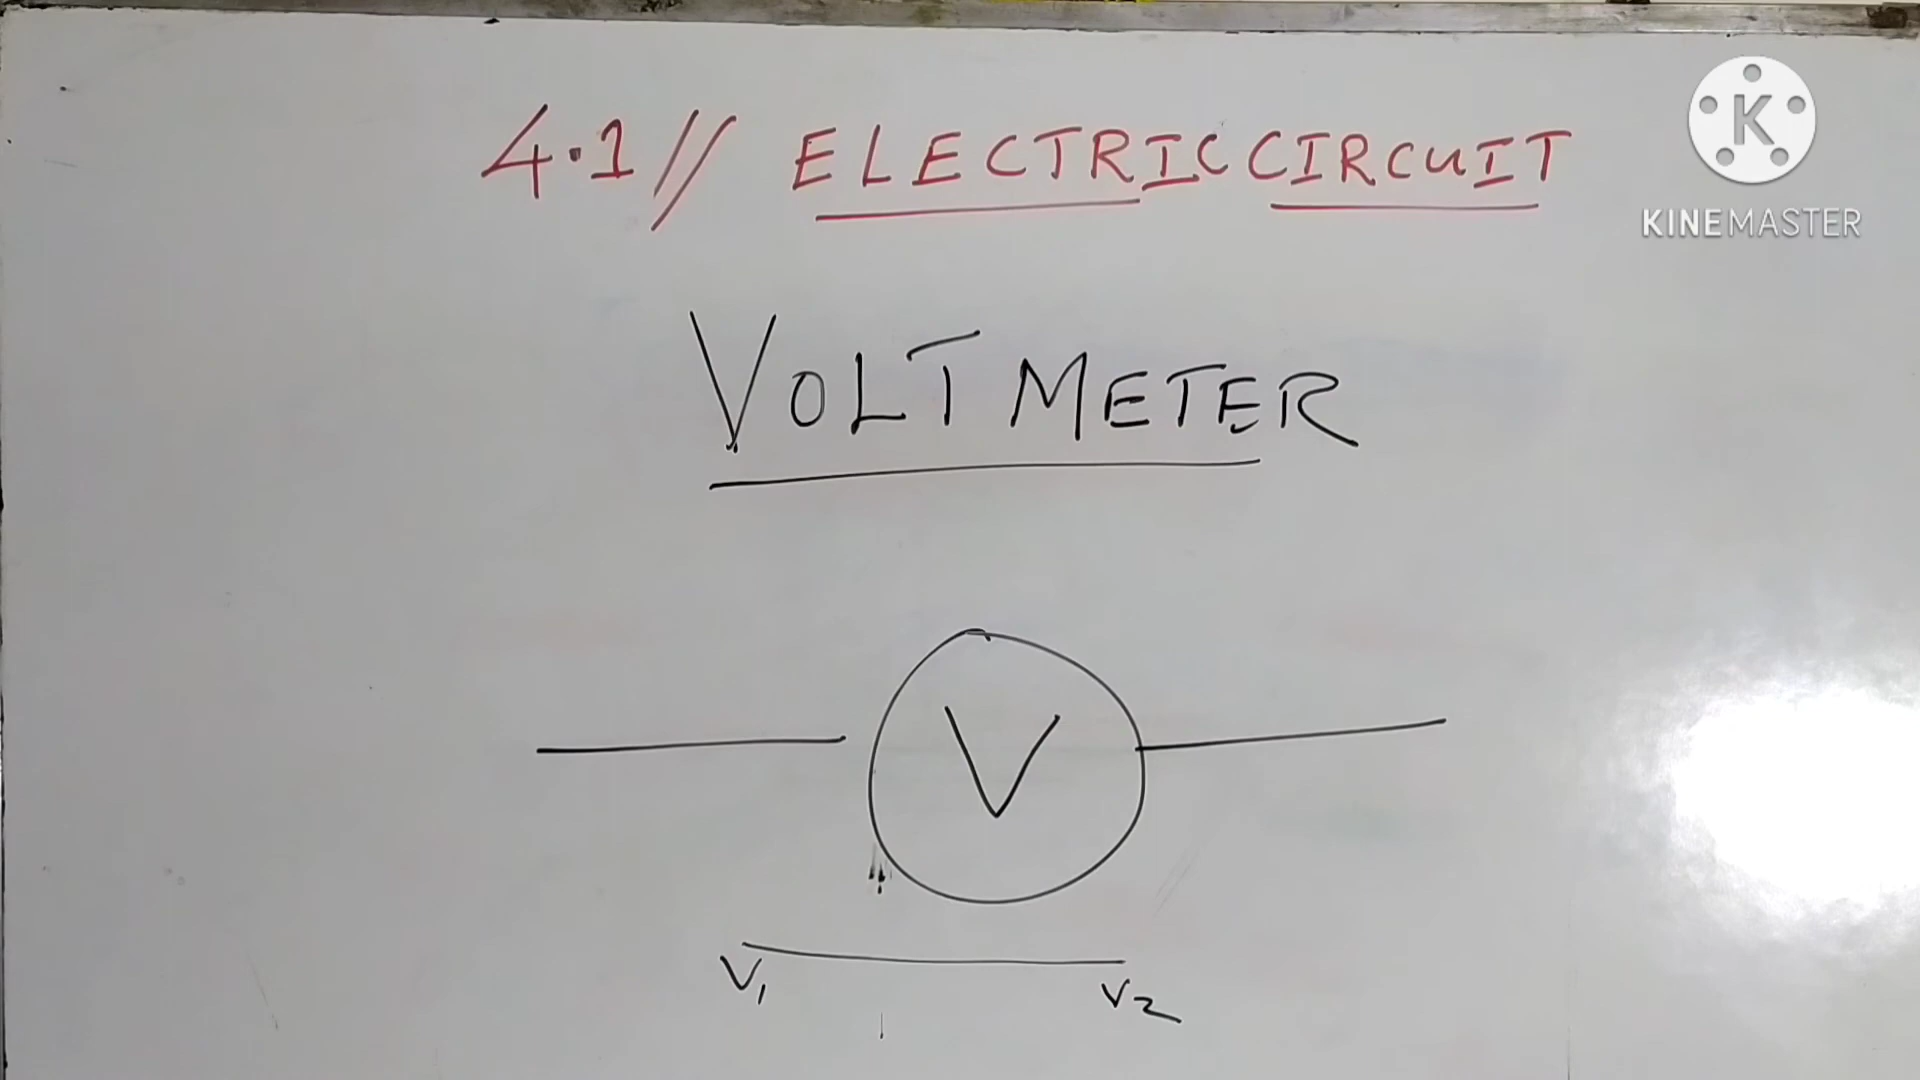 4.1// ELECTRIC CIRCUIT
K
KINEMASTER
VOLTMETER
V
V1 V2